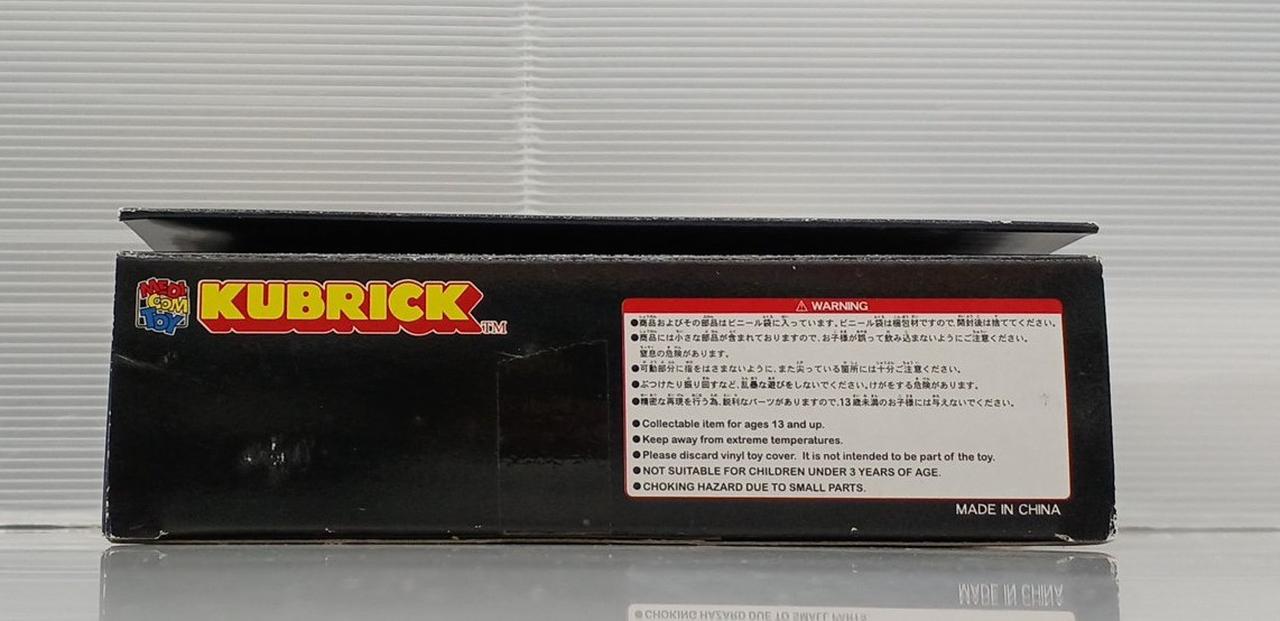 MEDI
COM
TOY
KUBRICK
TM
⚠ WARNING
●商品およびその部品はビニール袋に入っています。ビニール袋は梱包材ですので、開封後は捨ててください。
●商品には小さな部品が含まれておりますので、お子様が誤って飲み込まないようにご注意ください。
窒息の危険があります。
●可動部分に指をはさまないように、また尖っている箇所には十分ご注意ください。
●ぶつけたり振り回すなど、乱暴な遊びをしないでください。けがをする危険があります。
●精密な再現を行う為、鋭利なパーツがありますので、13歳未満のお子様には与えないでください。
●Collectable item for ages 13 and up.
●Keep away from extreme temperatures.
●Please discard vinyl toy cover. It is not intended to be part of the toy.
●NOT SUITABLE FOR CHILDREN UNDER 3 YEARS OF AGE.
●CHOKING HAZARD DUE TO SMALL PARTS.
MADE IN CHINA